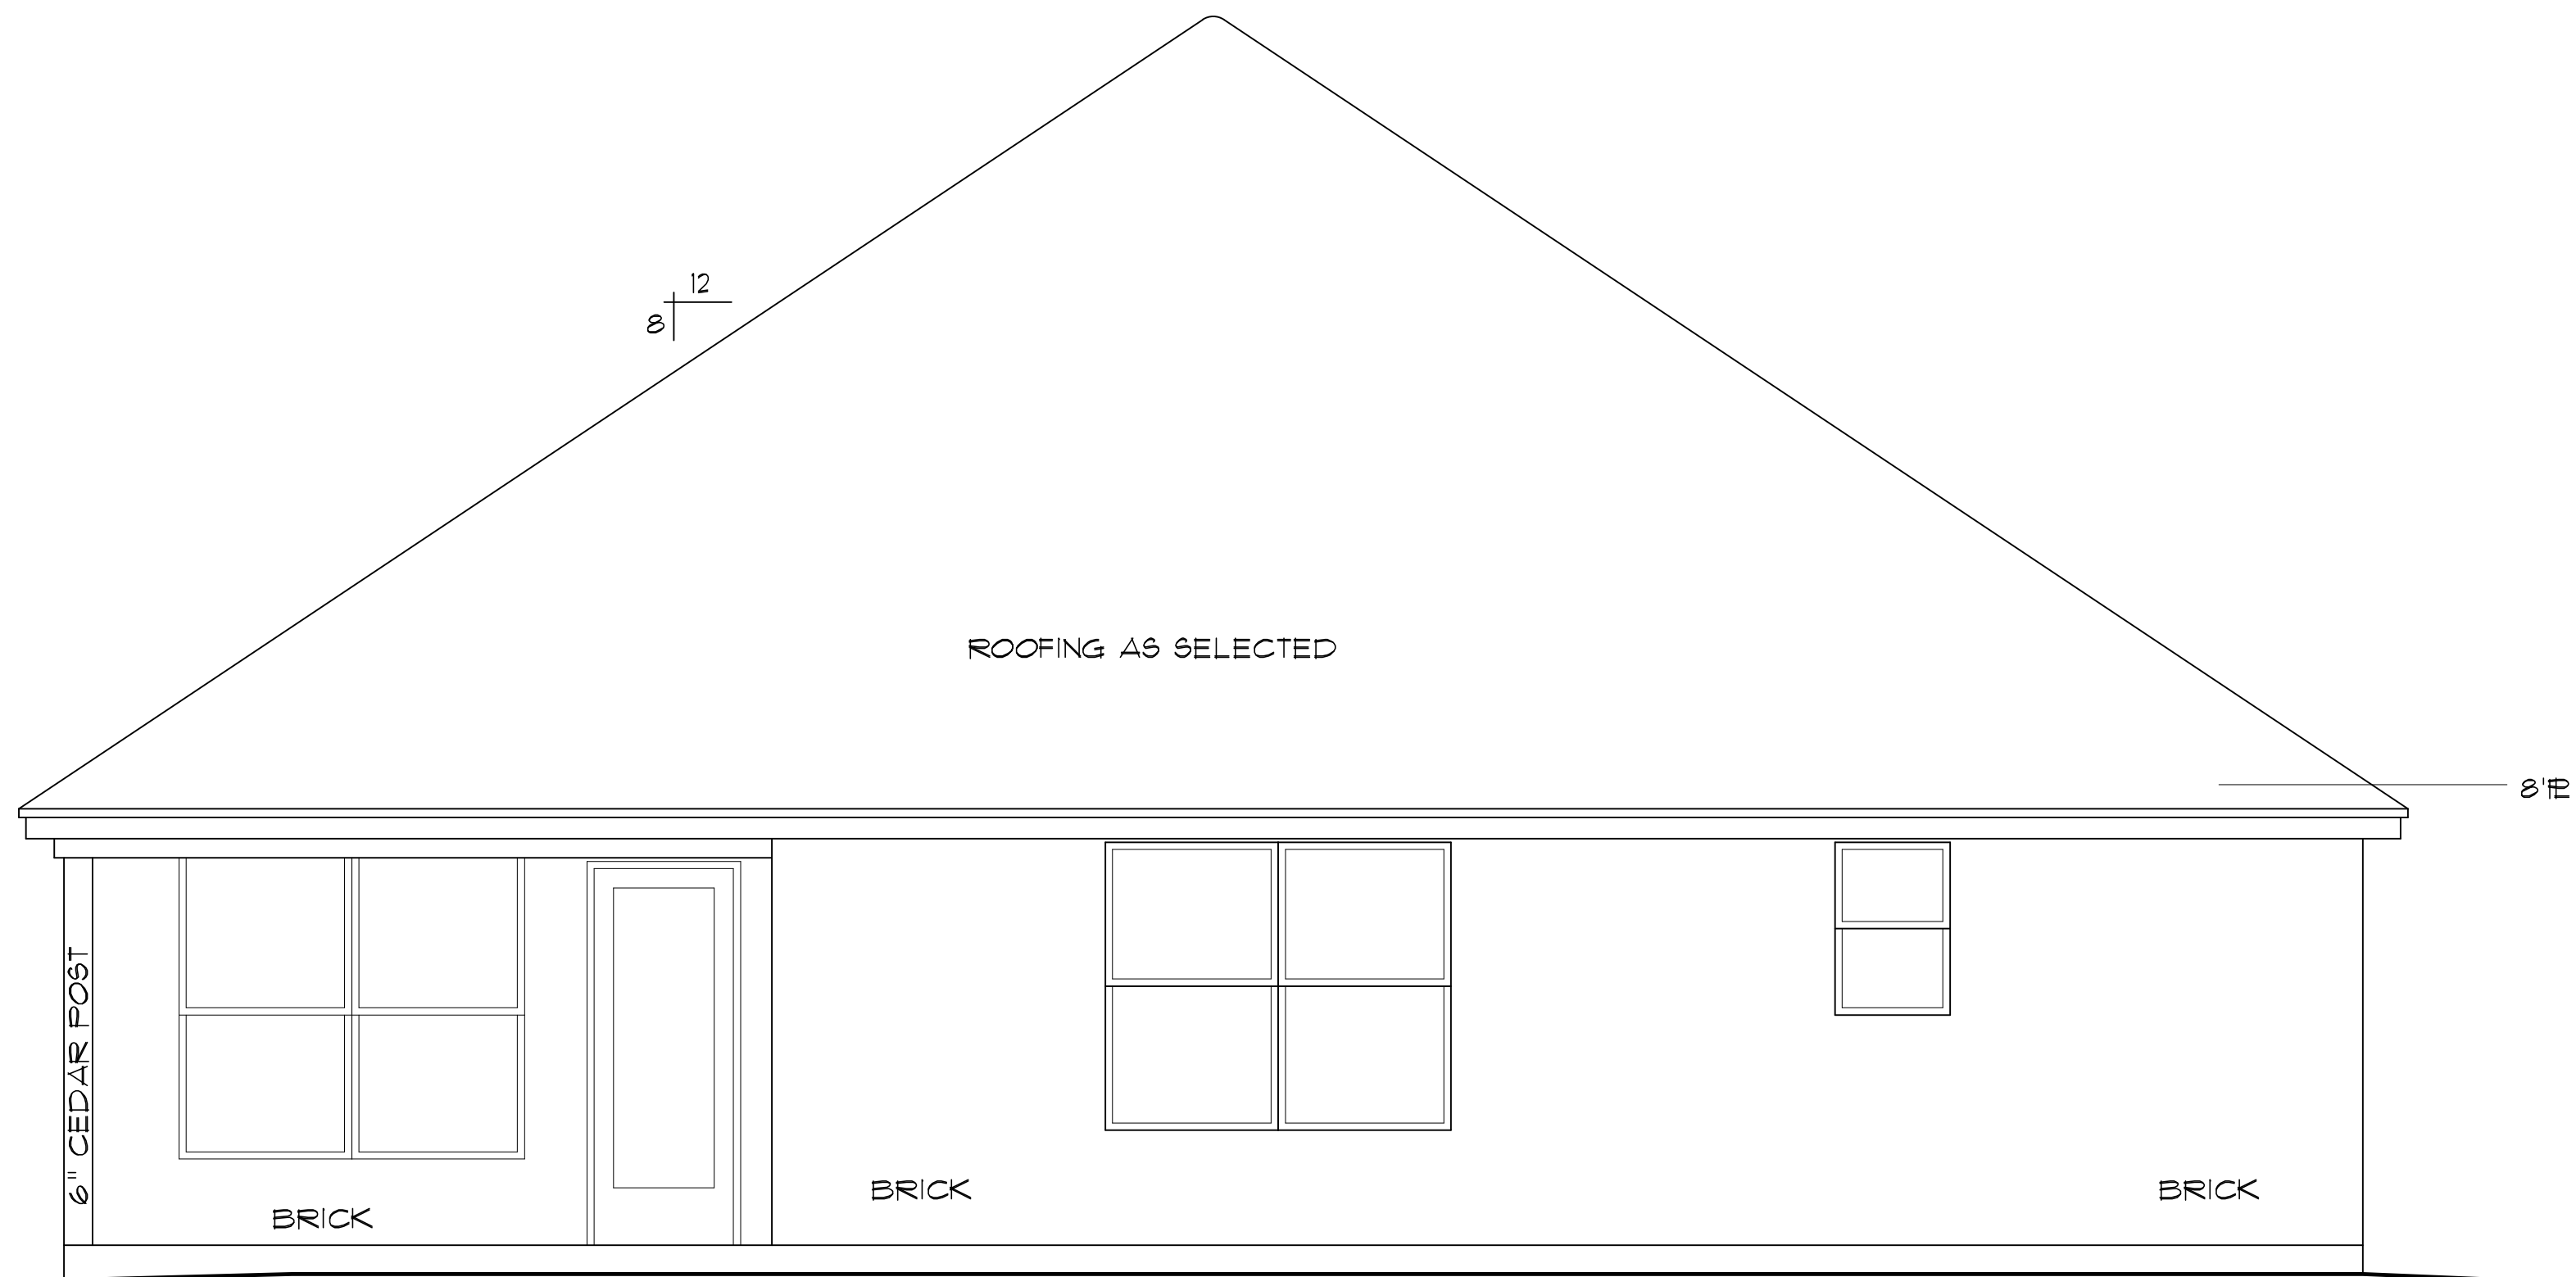 12
8
ROOFING AS SELECTED
8'PL
6" CEDAR POST
BRICK
BRICK
BRICK